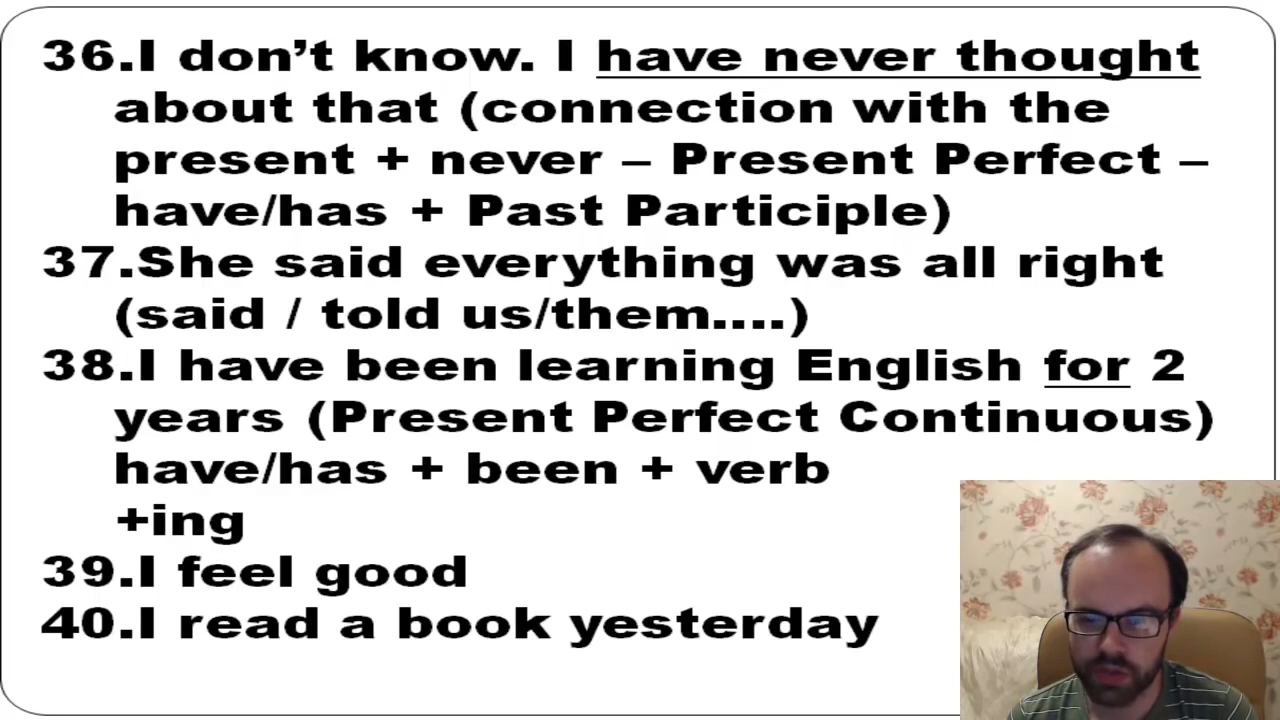 36.I don’t know. I have never thought
about that (connection with the
present + never – Present Perfect –
have/has + Past Participle)
37.She said everything was all right
(said / told us/them….)
38.I have been learning English for 2
years (Present Perfect Continuous)
have/has + been + verb
+ing
39.I feel good
40.I read a book yesterday